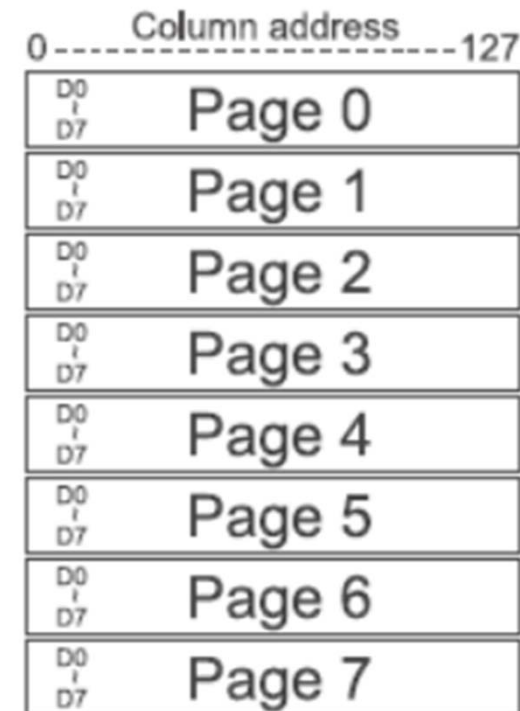 Column address
0----------------------------127
D0
~
D7
Page 0
D0
~
D7
Page 1
D0
~
D7
Page 2
D0
~
D7
Page 3
D0
~
D7
Page 4
D0
~
D7
Page 5
D0
~
D7
Page 6
D0
~
D7
Page 7